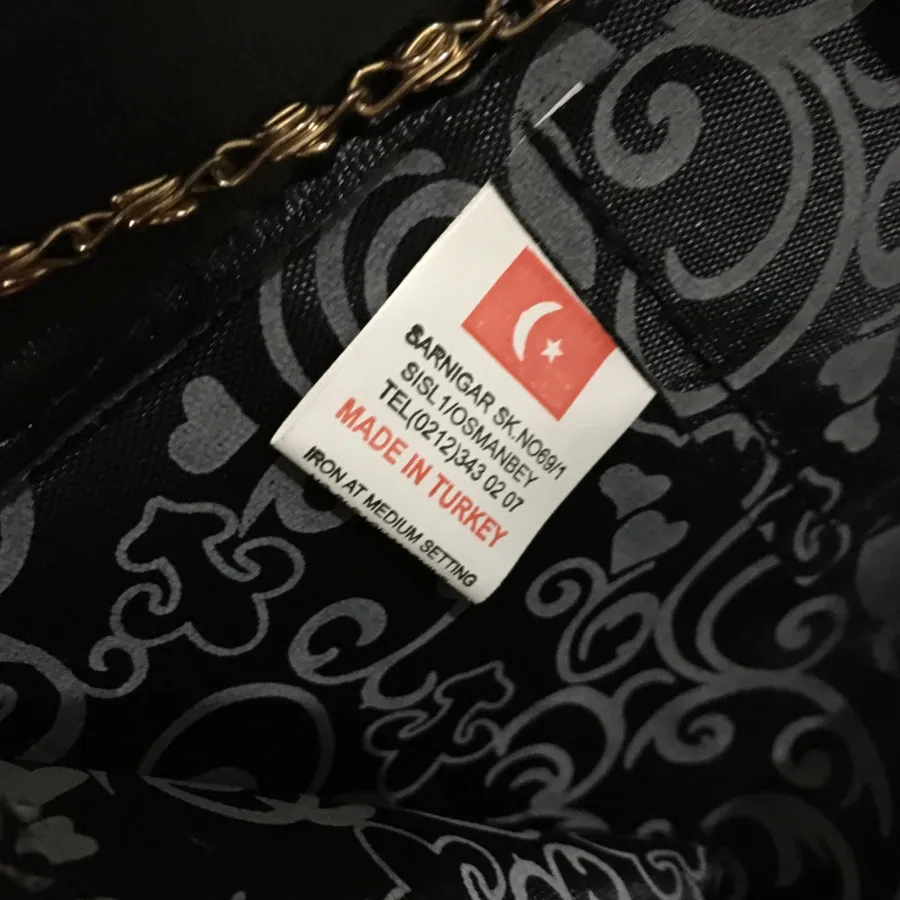 SARNIGAR SK.NO69/1
SISL1/OSMANBEY
TEL(0212)343 02 07
MADE IN TURKEY
IRON AT MEDIUM SETTING